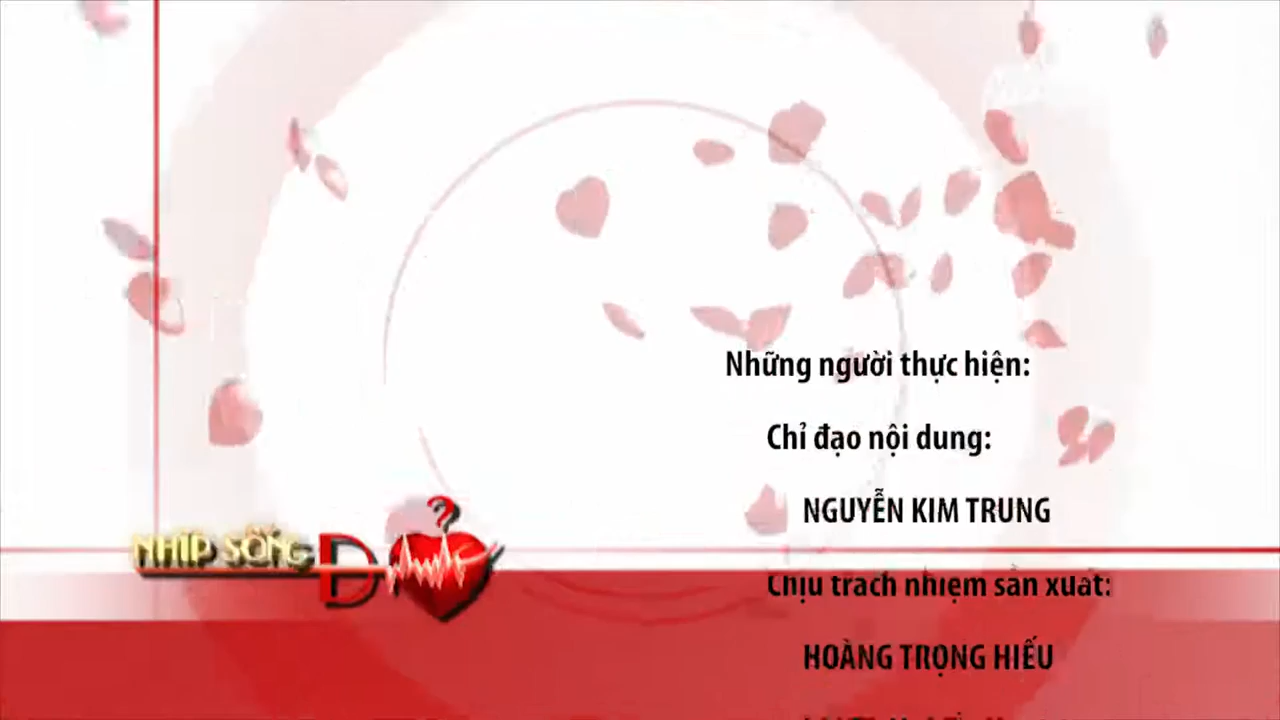 Những người thực hiện:
Chỉ đạo nội dung:
NGUYỄN KIM TRUNG
NHỊP SỐNG Đ
?
Chịu trách nhiệm sản xuất:
HOÀNG TRỌNG HIẾU